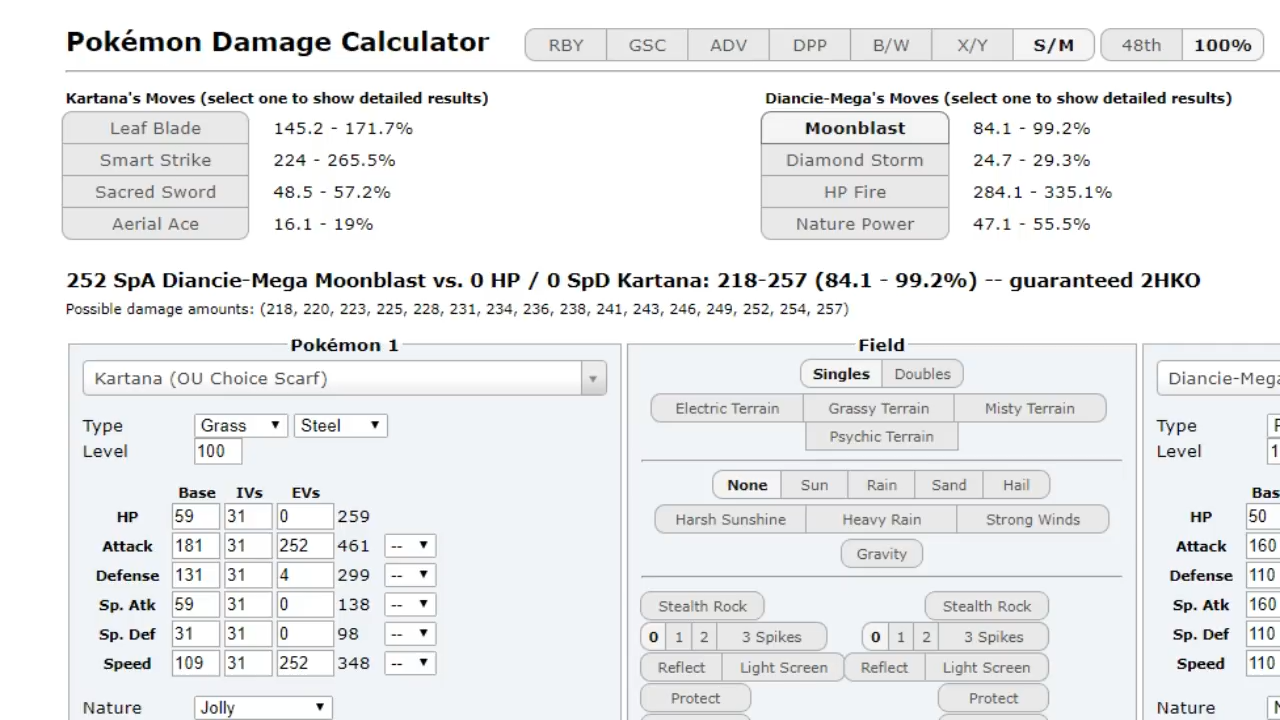 Pokémon Damage Calculator RBY GSC ADV DPP B/W X/Y S/M 48th 100%
Kartana's Moves (select one to show detailed results) Diancie-Mega's Moves (select one to show detailed results)
Leaf Blade 145.2 - 171.7% Moonblast 84.1 - 99.2%
Smart Strike 224 - 265.5% Diamond Storm 24.7 - 29.3%
Sacred Sword 48.5 - 57.2% HP Fire 284.1 - 335.1%
Aerial Ace 16.1 - 19% Nature Power 47.1 - 55.5%
252 SpA Diancie-Mega Moonblast vs. 0 HP / 0 SpD Kartana: 218-257 (84.1 - 99.2%) -- guaranteed 2HKO
Possible damage amounts: (218, 220, 223, 225, 228, 231, 234, 236, 238, 241, 243, 246, 249, 252, 254, 257)
Pokémon 1
Kartana (OU Choice Scarf)
Type Grass Steel
Level 100
Base IVs EVs
HP 59 31 0 259
Attack 181 31 252 461 --
Defense 131 31 4 299 --
Sp. Atk 59 31 0 138 --
Sp. Def 31 31 0 98 --
Speed 109 31 252 348 --
Nature Jolly
Field
Singles Doubles
Electric Terrain Grassy Terrain Misty Terrain
Psychic Terrain
None Sun Rain Sand Hail
Harsh Sunshine Heavy Rain Strong Winds
Gravity
Stealth Rock Stealth Rock
0 1 2 3 Spikes 0 1 2 3 Spikes
Reflect Light Screen Reflect Light Screen
Protect Protect
Diancie-Mega
Type
Level
Bas
HP 50
Attack 160
Defense 110
Sp. Atk 160
Sp. Def 110
Speed 110
Nature